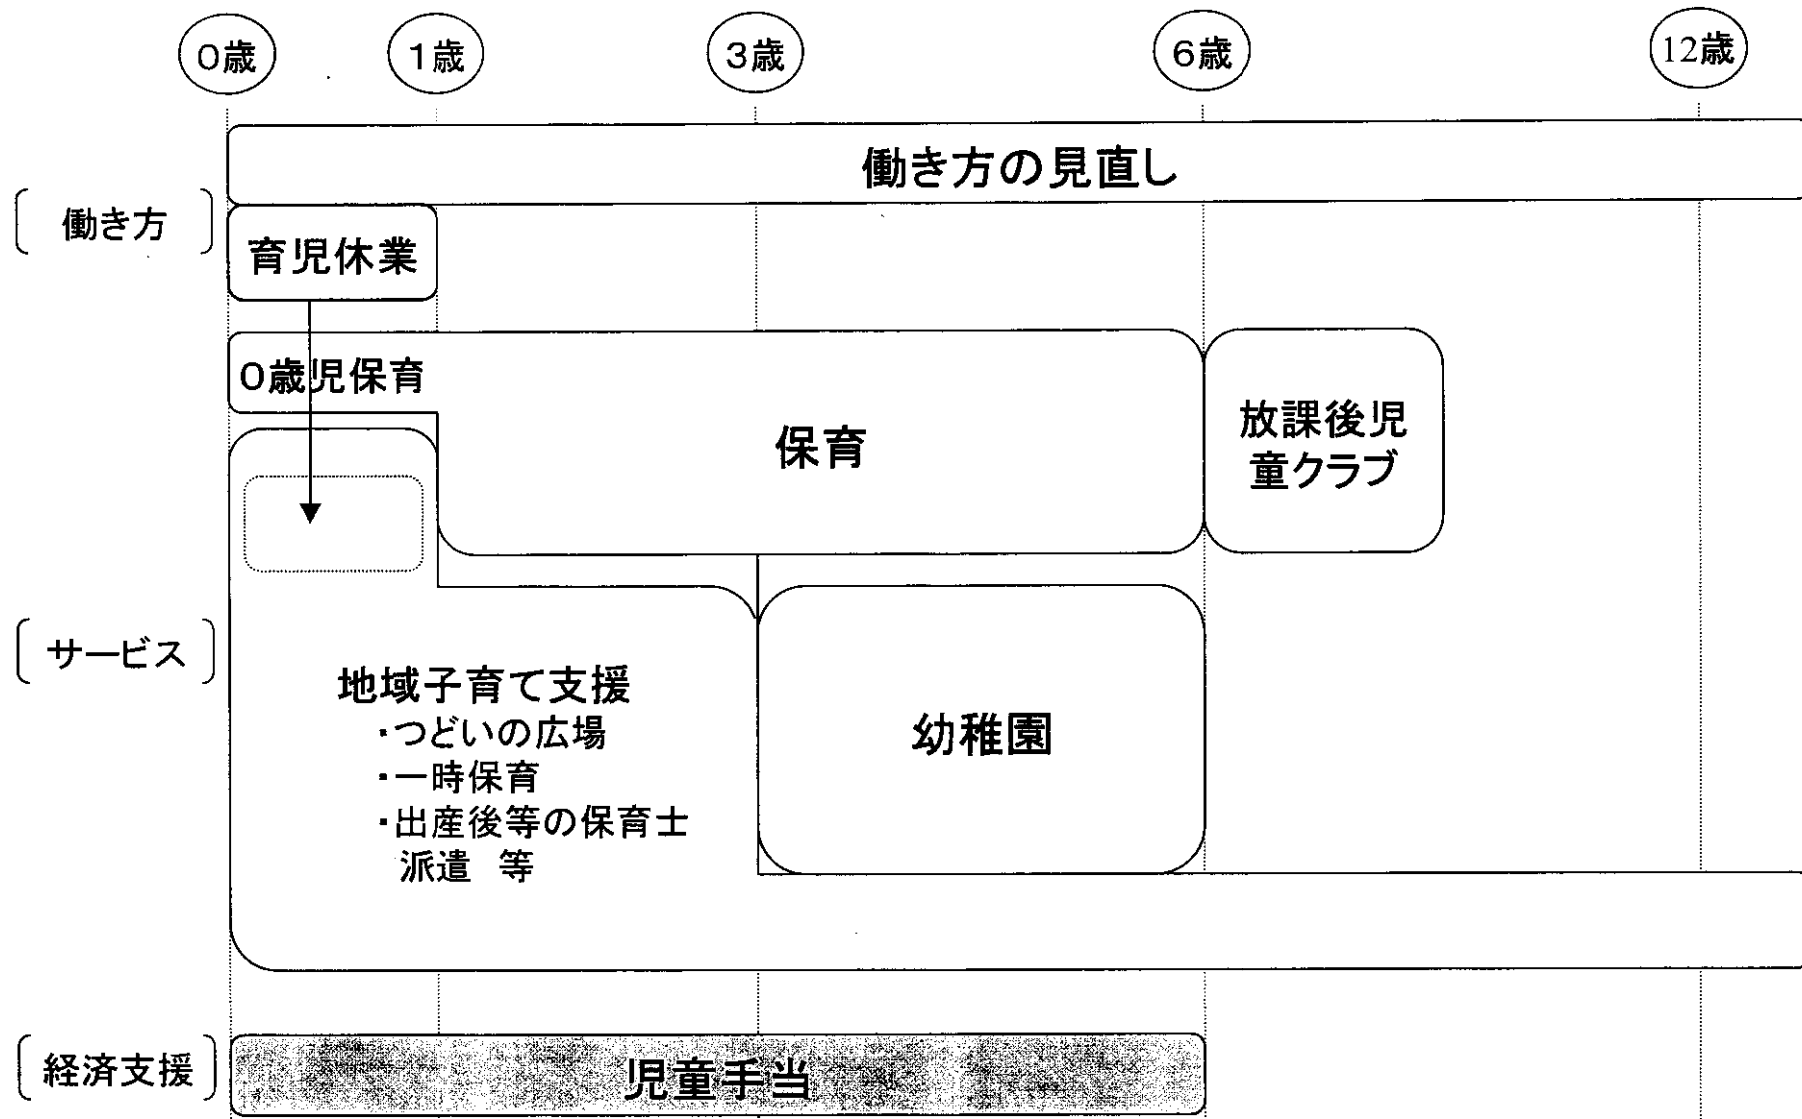 0歳
1歳
3歳
6歳
12歳
働き方の見直し
働き方
育児休業
0歳児保育
保育
放課後児
童クラブ
サービス
地域子育て支援
・つどいの広場
・一時保育
・出産後等の保育士
派遣 等
幼稚園
経済支援
児童手当